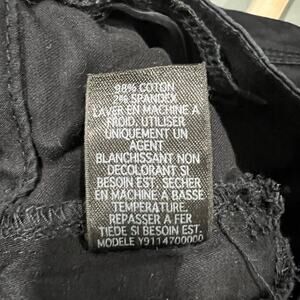 98% COTTON
2% SPANDEX
LAVER EN MACHINE A
FROID, UTILISER
UNIQUEMENT UN
AGENT
BLANCHISSANT NON
DECOLORANT SI
BESOIN EST. SECHER
EN MACHINE A BASSE
TEMPERATURE.
REPASSER A FER
TIEDE SI BESOIN EST.
MODELE Y9114700000